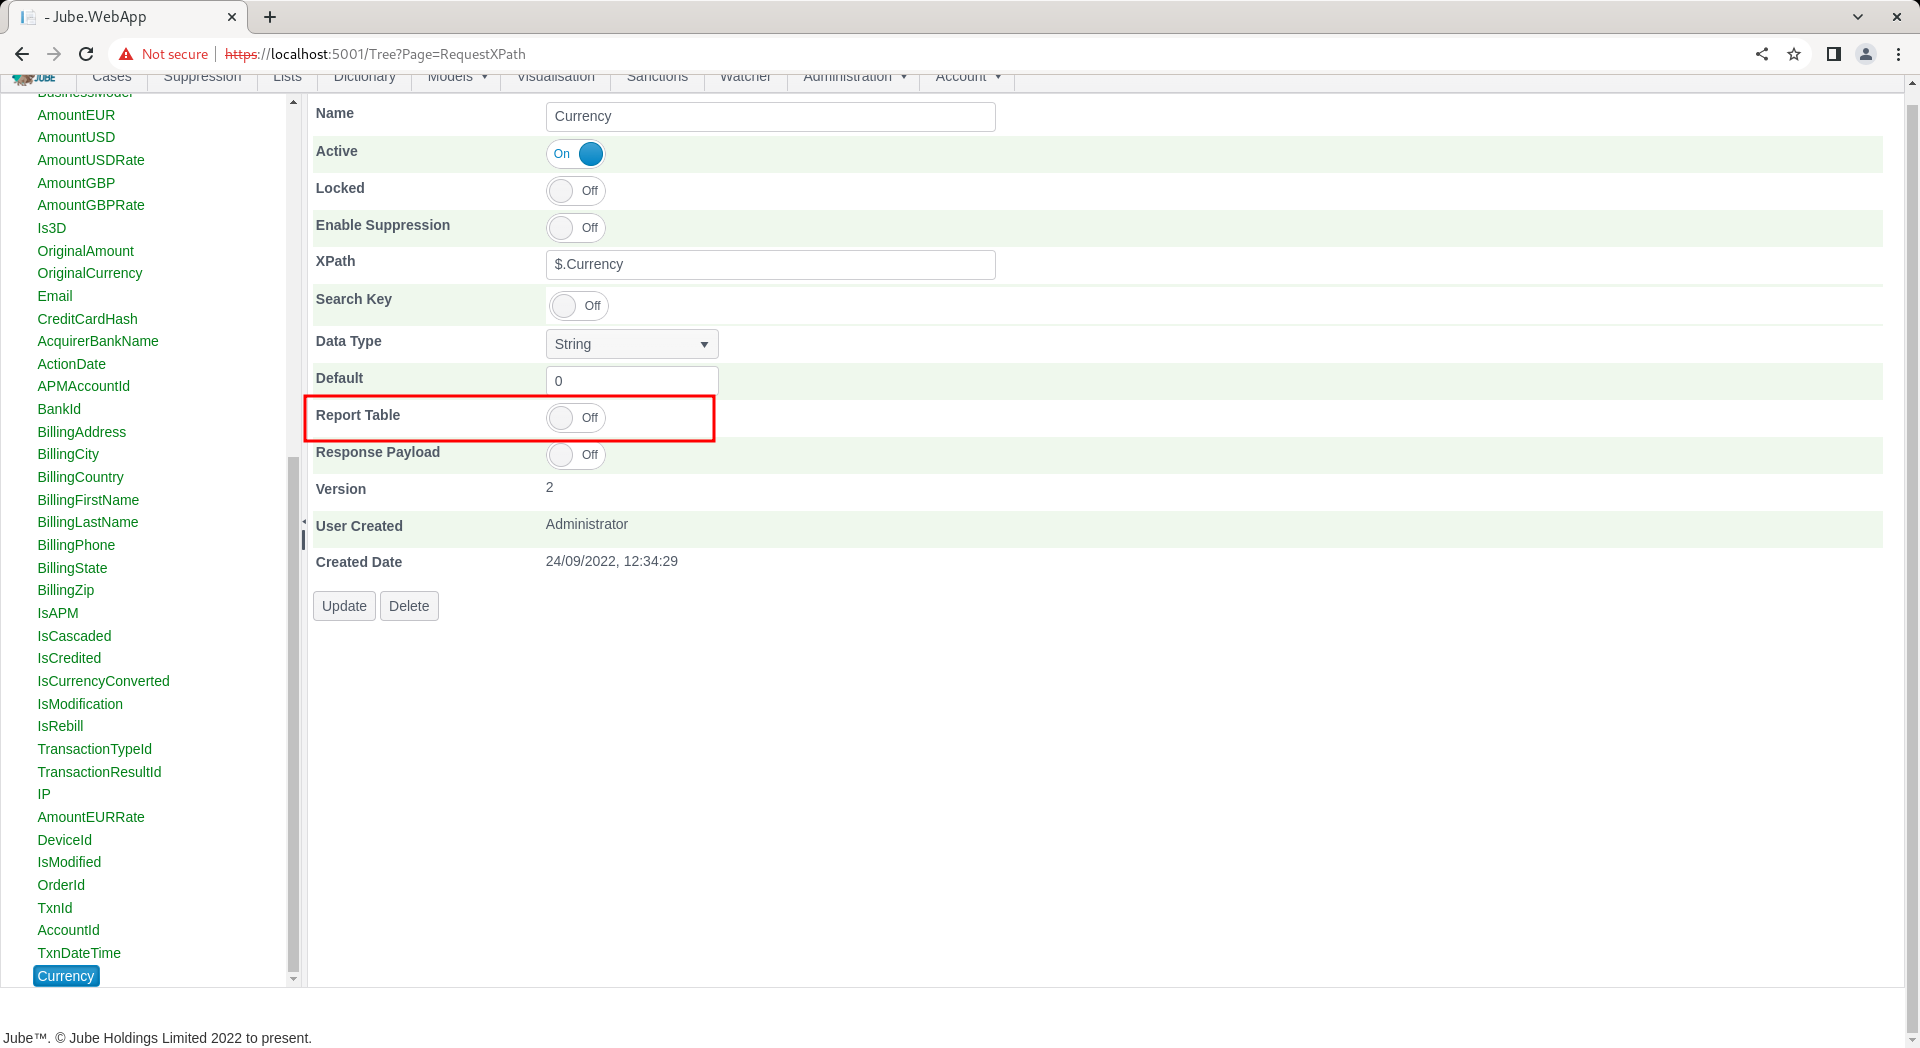 - Jube.WebApp
Not secure https://localhost:5001/Tree?Page=RequestXPath
JUBE Cases Suppression Lists Dictionary Models Visualisation Sanctions Watcher Administration Account
BusinessModel
AmountEUR
AmountUSD
AmountUSDRate
AmountGBP
AmountGBPRate
Is3D
OriginalAmount
OriginalCurrency
Email
CreditCardHash
AcquirerBankName
ActionDate
APMAccountId
BankId
BillingAddress
BillingCity
BillingCountry
BillingFirstName
BillingLastName
BillingPhone
BillingState
BillingZip
IsAPM
IsCascaded
IsCredited
IsCurrencyConverted
IsModification
IsRebill
TransactionTypeId
TransactionResultId
IP
AmountEURRate
DeviceId
IsModified
OrderId
TxnId
AccountId
TxnDateTime
Currency
Name Currency
Active On
Locked Off
Enable Suppression Off
XPath $.Currency
Search Key Off
Data Type String
Default 0
Report Table Off
Response Payload Off
Version 2
User Created Administrator
Created Date 24/09/2022, 12:34:29
Update Delete
Jube™. © Jube Holdings Limited 2022 to present.